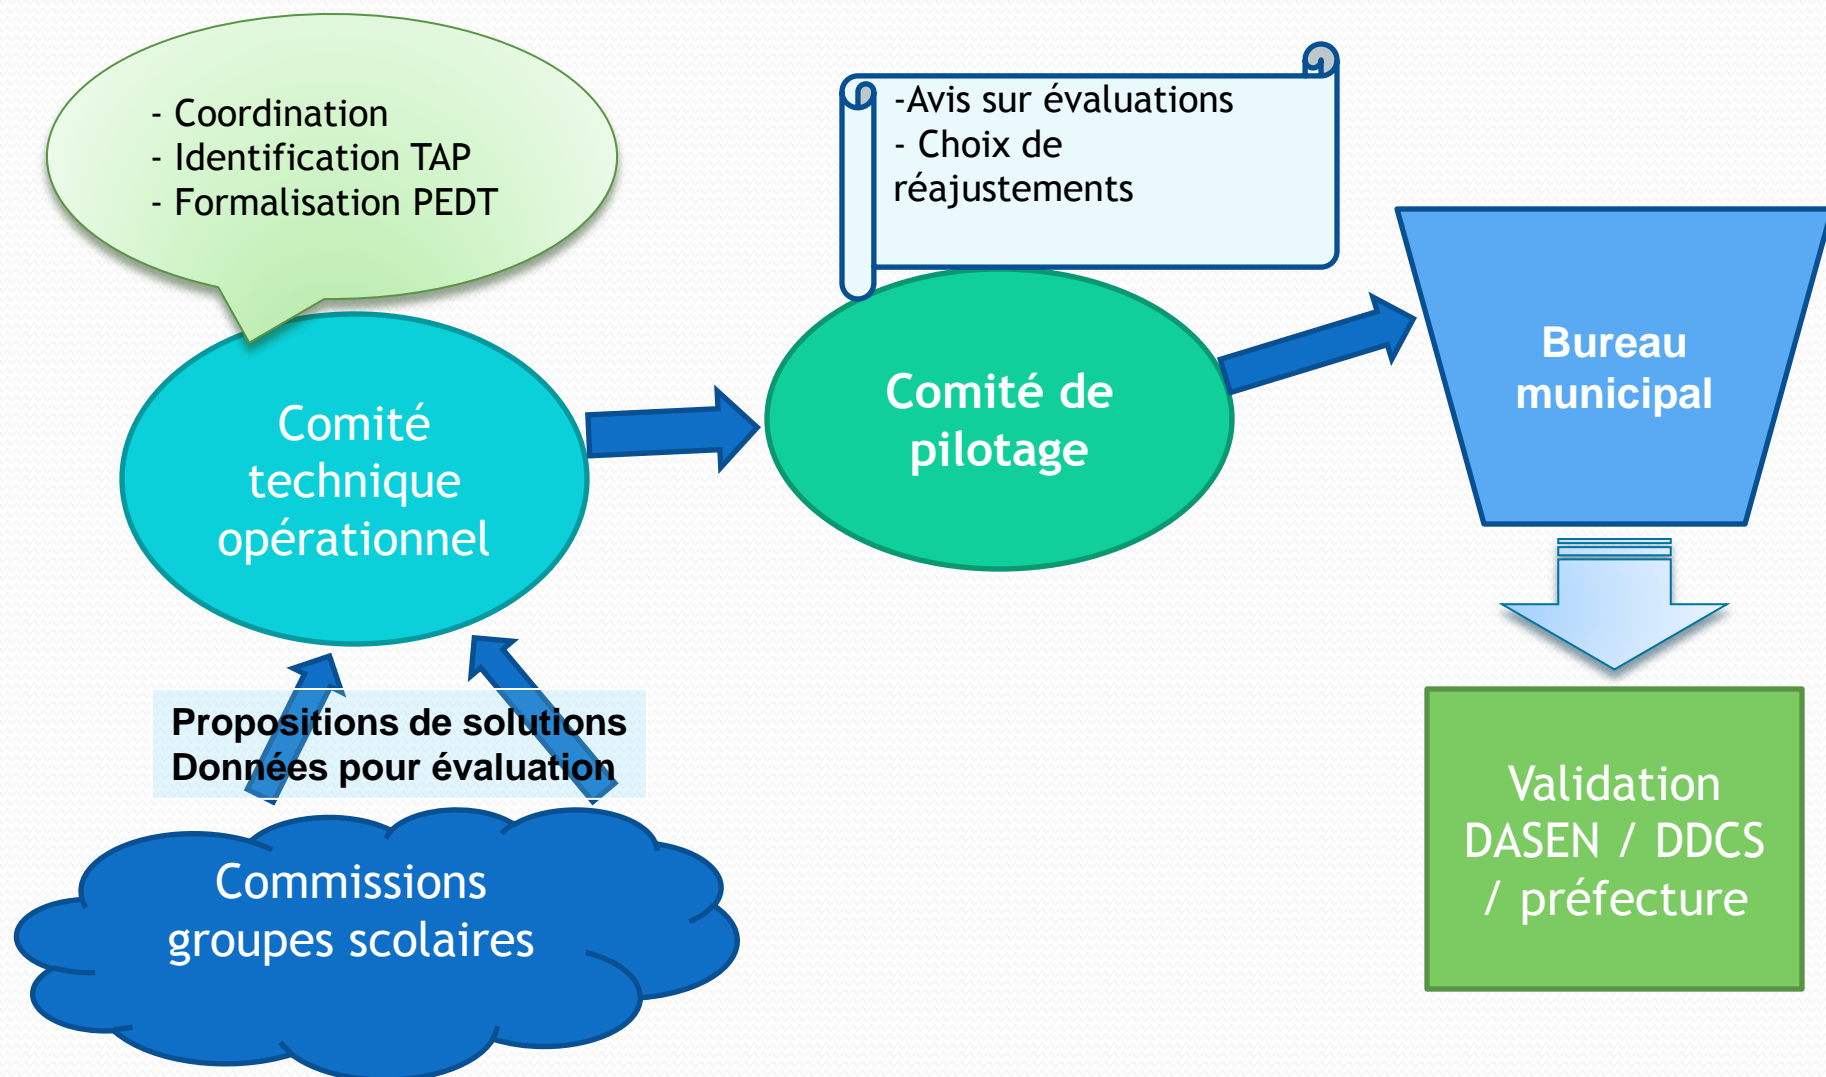 - Coordination
- Identification TAP
- Formalisation PEDT
-Avis sur évaluations
- Choix de
réajustements
Comité
technique
opérationnel
Comité de
pilotage
Bureau
municipal
Propositions de solutions
Données pour évaluation
Commissions
groupes scolaires
Validation
DASEN / DDCS
/ préfecture